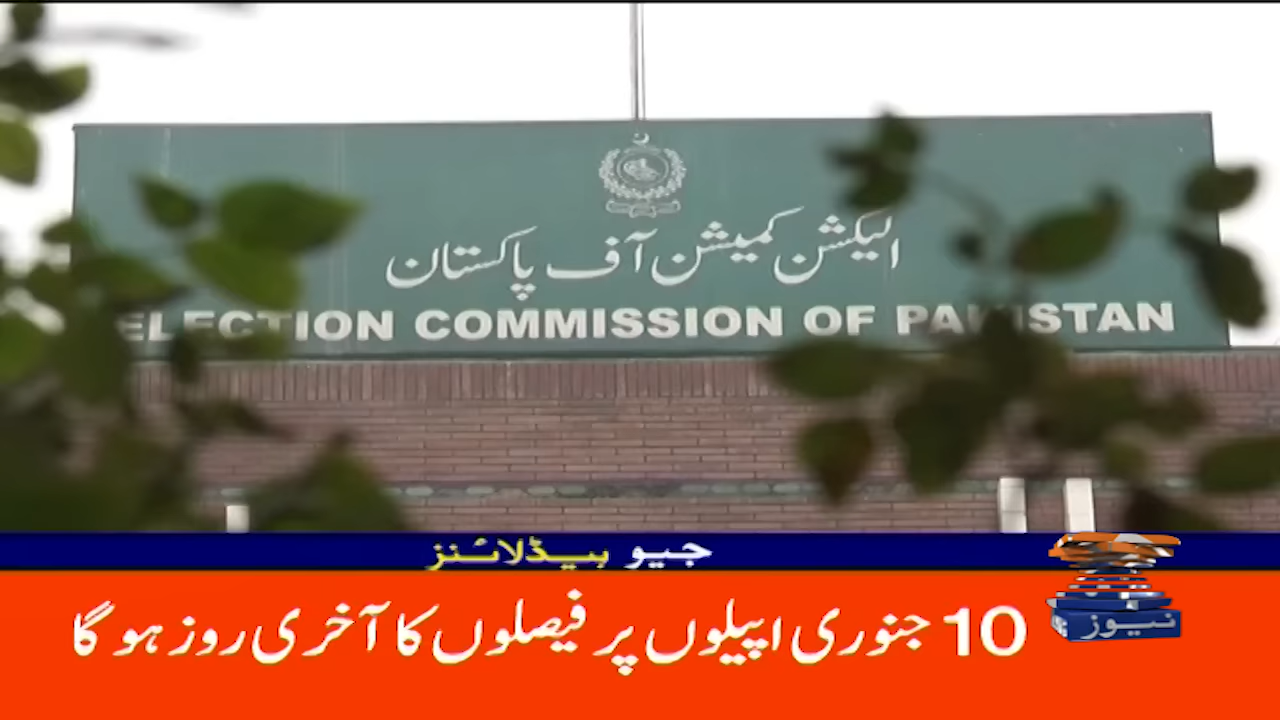 الیکشن کمیشن آف پاکستان
ELECTION COMMISSION OF PAKISTAN
جیو ہیڈلائنز
10 جنوری اپیلوں پر فیصلوں کا آخری روز ہو گا
نیوز